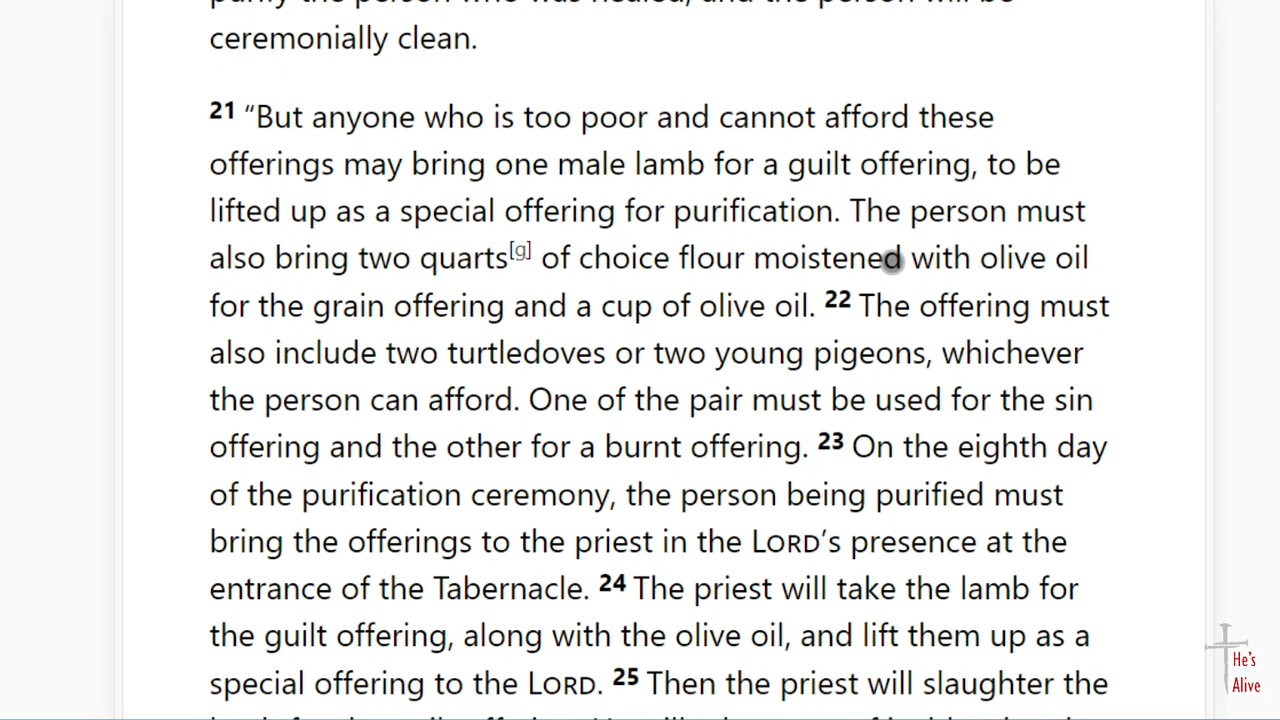 ceremonially clean.
21 “But anyone who is too poor and cannot afford these
offerings may bring one male lamb for a guilt offering, to be
lifted up as a special offering for purification. The person must
also bring two quarts[g] of choice flour moistened with olive oil
for the grain offering and a cup of olive oil. 22 The offering must
also include two turtledoves or two young pigeons, whichever
the person can afford. One of the pair must be used for the sin
offering and the other for a burnt offering. 23 On the eighth day
of the purification ceremony, the person being purified must
bring the offerings to the priest in the LORD’s presence at the
entrance of the Tabernacle. 24 The priest will take the lamb for
the guilt offering, along with the olive oil, and lift them up as a
special offering to the LORD. 25 Then the priest will slaughter the
He’s
Alive